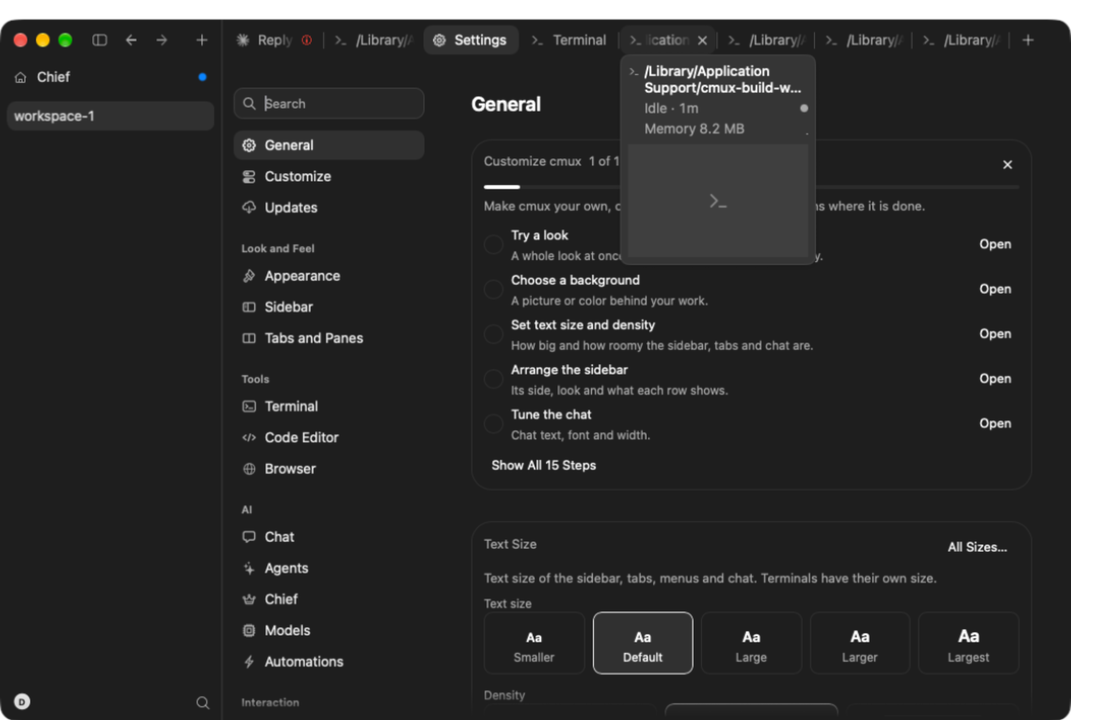 Reply
>_ /Library/
Settings
>_ Terminal
>_ lication
>_ /Library/
>_ /Library/
>_ /Library/
Chief
workspace-1
>_ /Library/Application
Support/cmux-build-w...
Idle · 1m
Memory 8.2 MB
>_
Search
General
Customize
Updates
Look and Feel
Appearance
Sidebar
Tabs and Panes
Tools
Terminal
Code Editor
Browser
AI
Chat
Agents
Chief
Models
Automations
Interaction
D
General
Customize cmux 1 of 1
Make cmux your own, where it is done.
Try a look
A whole look at once
Open
Choose a background
A picture or color behind your work.
Open
Set text size and density
How big and how roomy the sidebar, tabs and chat are.
Open
Arrange the sidebar
Its side, look and what each row shows.
Open
Tune the chat
Chat text, font and width.
Open
Show All 15 Steps
Text Size
All Sizes...
Text size of the sidebar, tabs, menus and chat. Terminals have their own size.
Text size
Aa Aa Aa Aa Aa
Smaller Default Large Larger Largest
Density